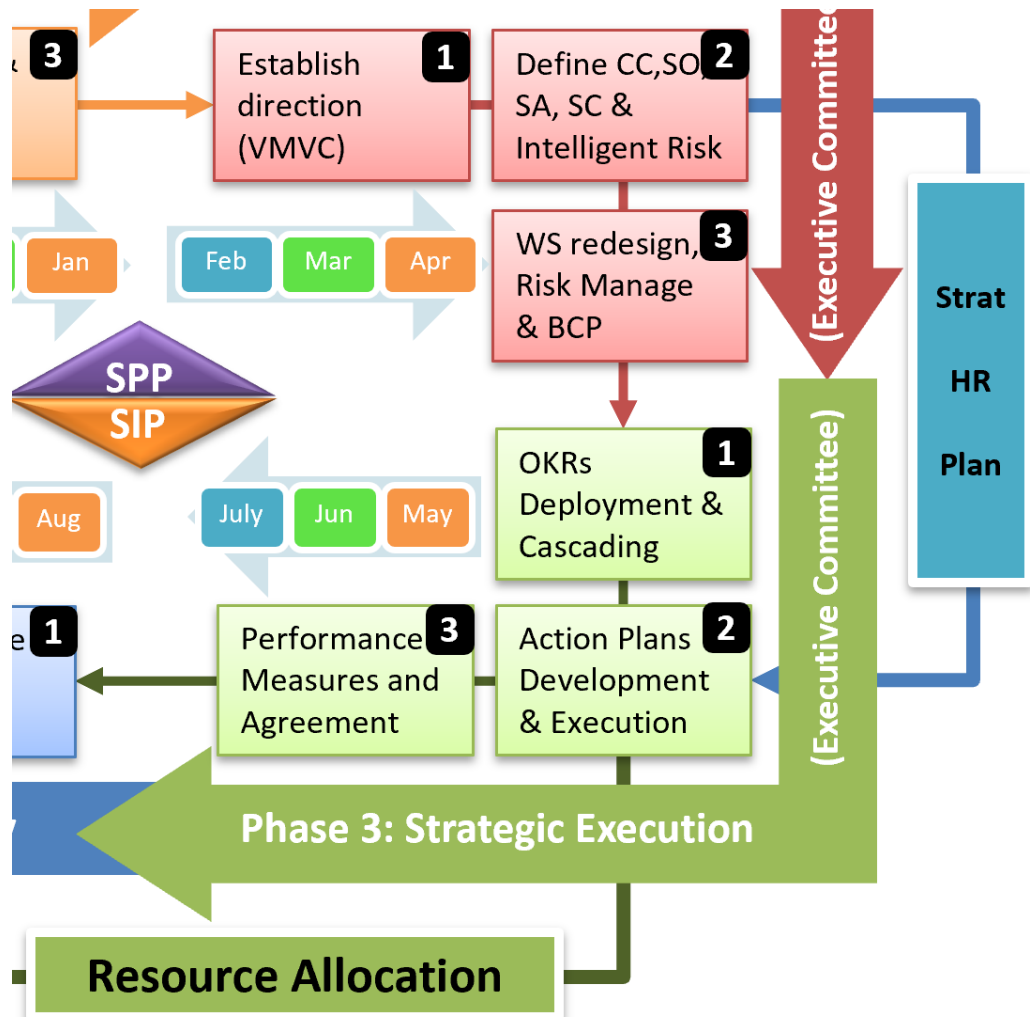 &
3
Establish
direction
(VMVC)
1
Define CC,SO,
SA, SC &
Intelligent Risk
2
(Executive Committee
Jan
Feb
Mar
Apr
WS redesign,
Risk Manage
& BCP
3
Strat
HR
Plan
SPP
SIP
OKRs
Deployment &
Cascading
1
(Executive Committee)
Aug
July
Jun
May
e
1
Performance
Measures and
Agreement
3
Action Plans
Development
& Execution
2
Phase 3: Strategic Execution
Resource Allocation